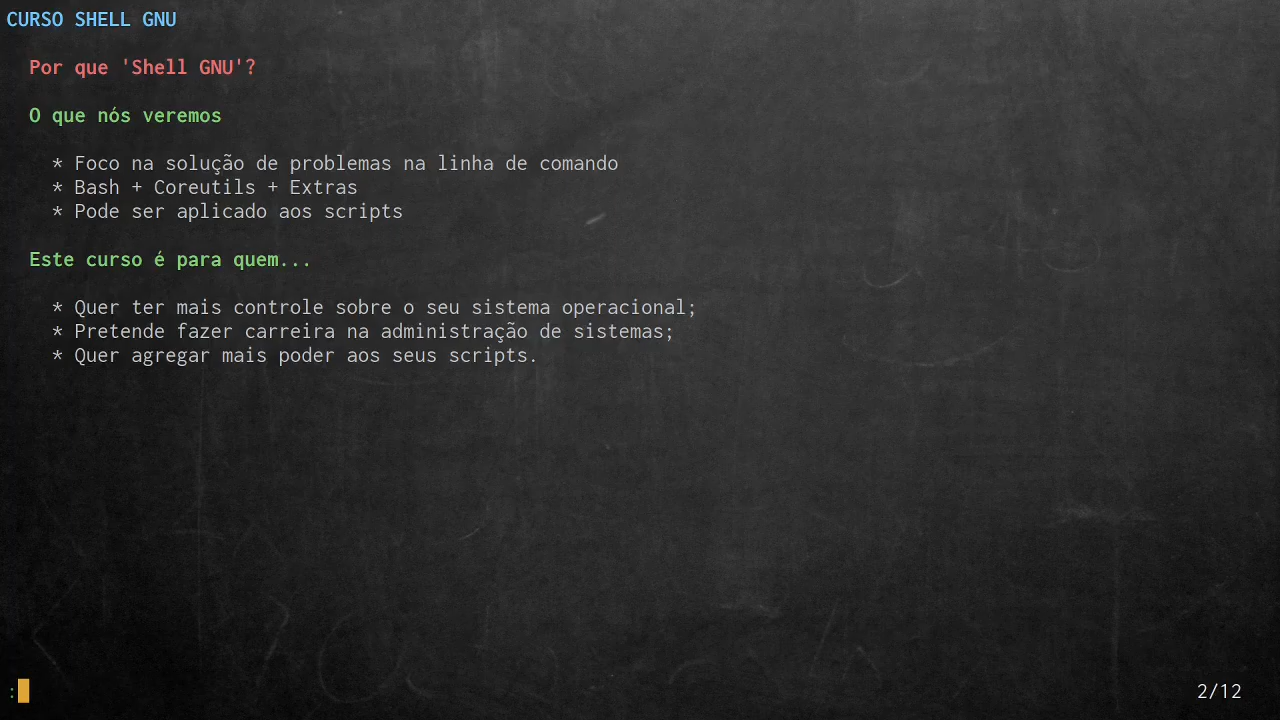 CURSO SHELL GNU
Por que 'Shell GNU'?
O que nós veremos
* Foco na solução de problemas na linha de comando
* Bash + Coreutils + Extras
* Pode ser aplicado aos scripts
Este curso é para quem...
* Quer ter mais controle sobre o seu sistema operacional;
* Pretende fazer carreira na administração de sistemas;
* Quer agregar mais poder aos seus scripts.
:
2/12